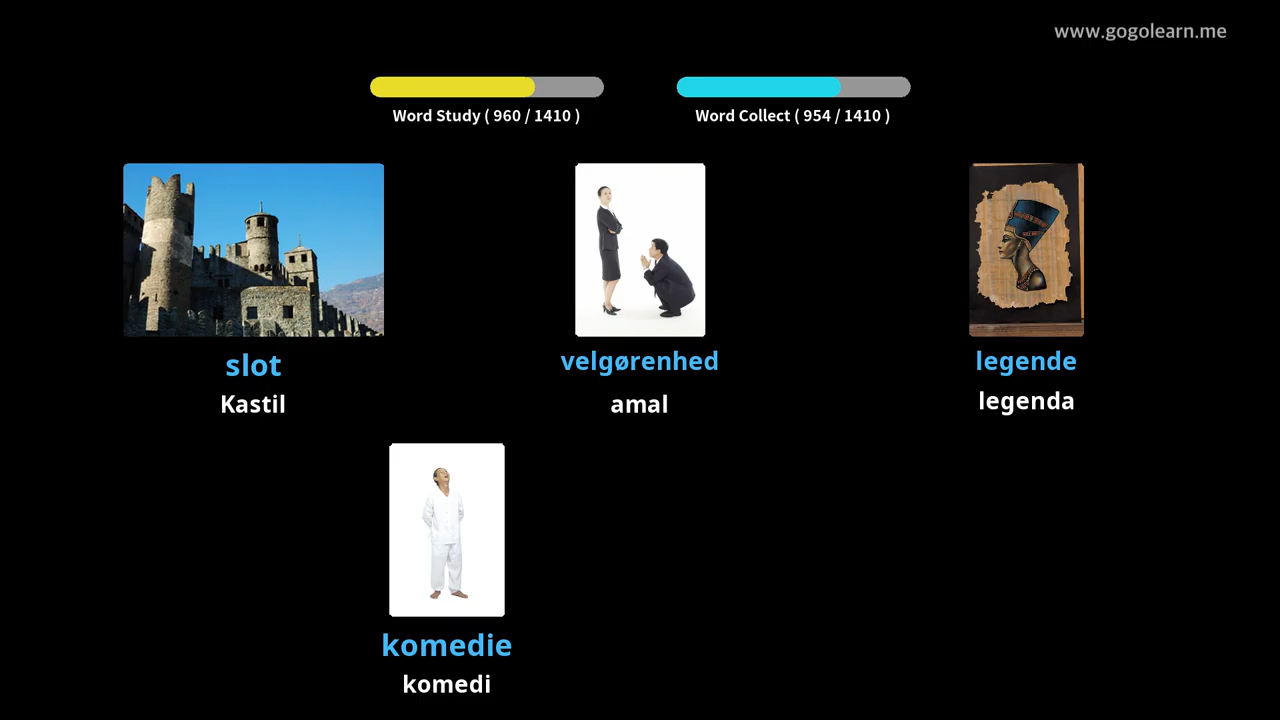 www.gogolearn.me
Word Study ( 960 / 1410 )
Word Collect ( 954 / 1410 )
slot
Kastil
velgørenhed
amal
legende
legenda
komedie
komedi